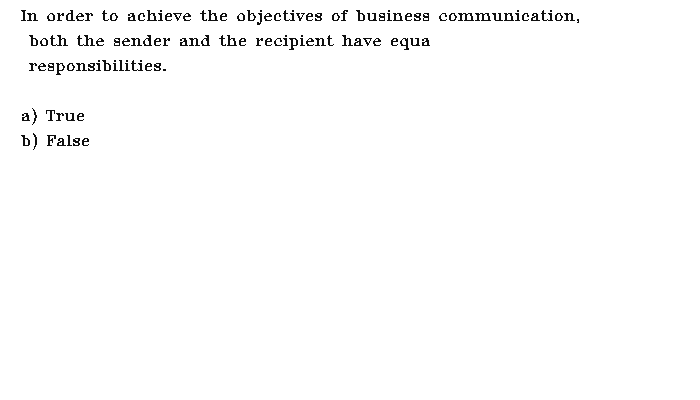 In order to achieve the objectives of business communication,
both the sender and the recipient have equa
responsibilities.
a) True
b) False